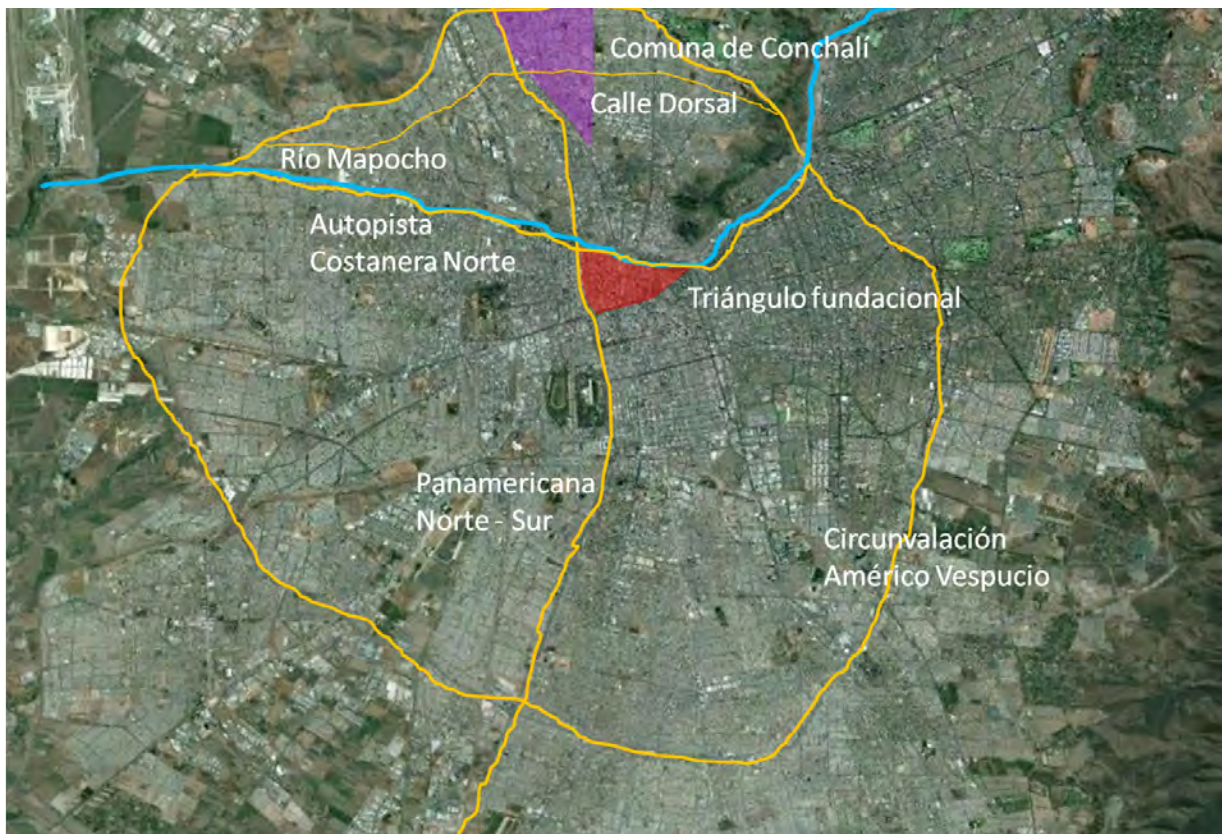 Comuna de Conchalí
Calle Dorsal
Río Mapocho
Autopista
Costanera Norte
Triángulo fundacional
Panamericana
Norte - Sur
Circunvalación
Américo Vespucio